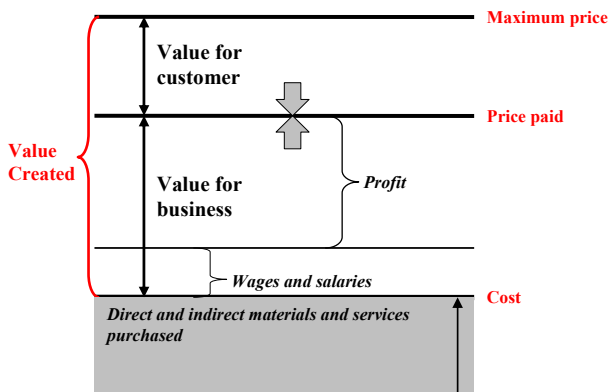 Maximum price
Value for
customer
Price paid
Value
Created
Value for
business
Profit
Wages and salaries
Cost
Direct and indirect materials and services
purchased